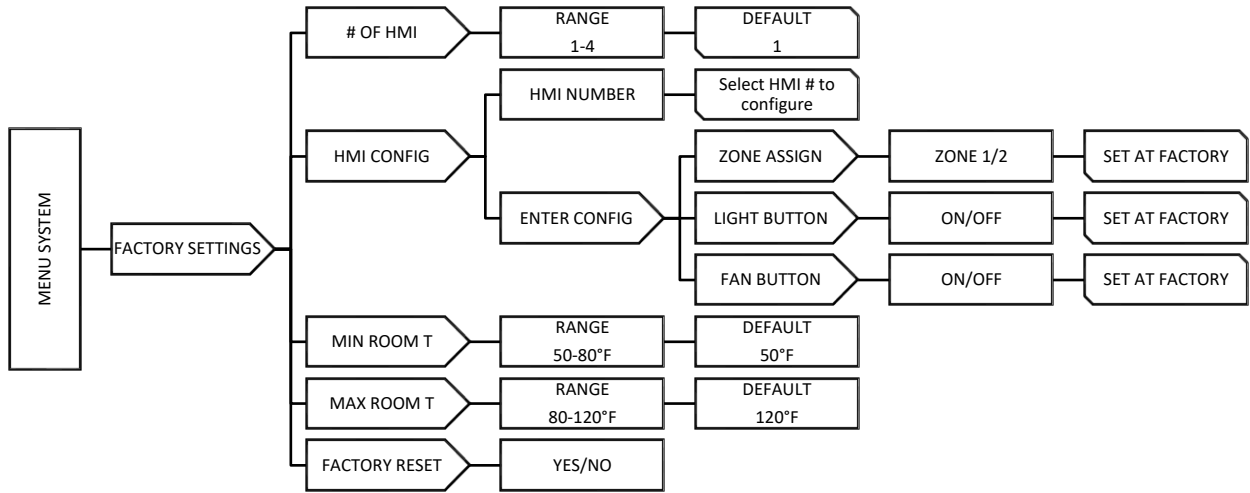 MENU SYSTEM
FACTORY SETTINGS
# OF HMI
RANGE
1-4
DEFAULT
1
HMI CONFIG
HMI NUMBER
Select HMI # to
configure
ENTER CONFIG
ZONE ASSIGN
ZONE 1/2
SET AT FACTORY
LIGHT BUTTON
ON/OFF
SET AT FACTORY
FAN BUTTON
ON/OFF
SET AT FACTORY
MIN ROOM T
RANGE
50-80°F
DEFAULT
50°F
MAX ROOM T
RANGE
80-120°F
DEFAULT
120°F
FACTORY RESET
YES/NO